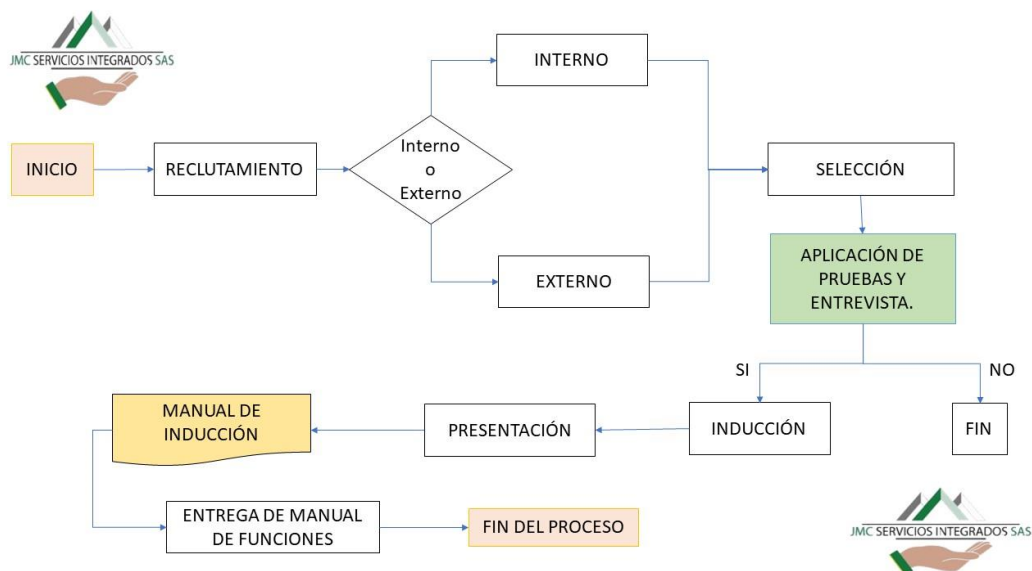 JMC SERVICIOS INTEGRADOS SAS
INICIO
RECLUTAMIENTO
Interno
o
Externo
INTERNO
EXTERNO
SELECCIÓN
APLICACIÓN DE
PRUEBAS Y
ENTREVISTA.
SI
NO
FIN
INDUCCIÓN
PRESENTACIÓN
MANUAL DE
INDUCCIÓN
ENTREGA DE MANUAL
DE FUNCIONES
FIN DEL PROCESO
JMC SERVICIOS INTEGRADOS SAS